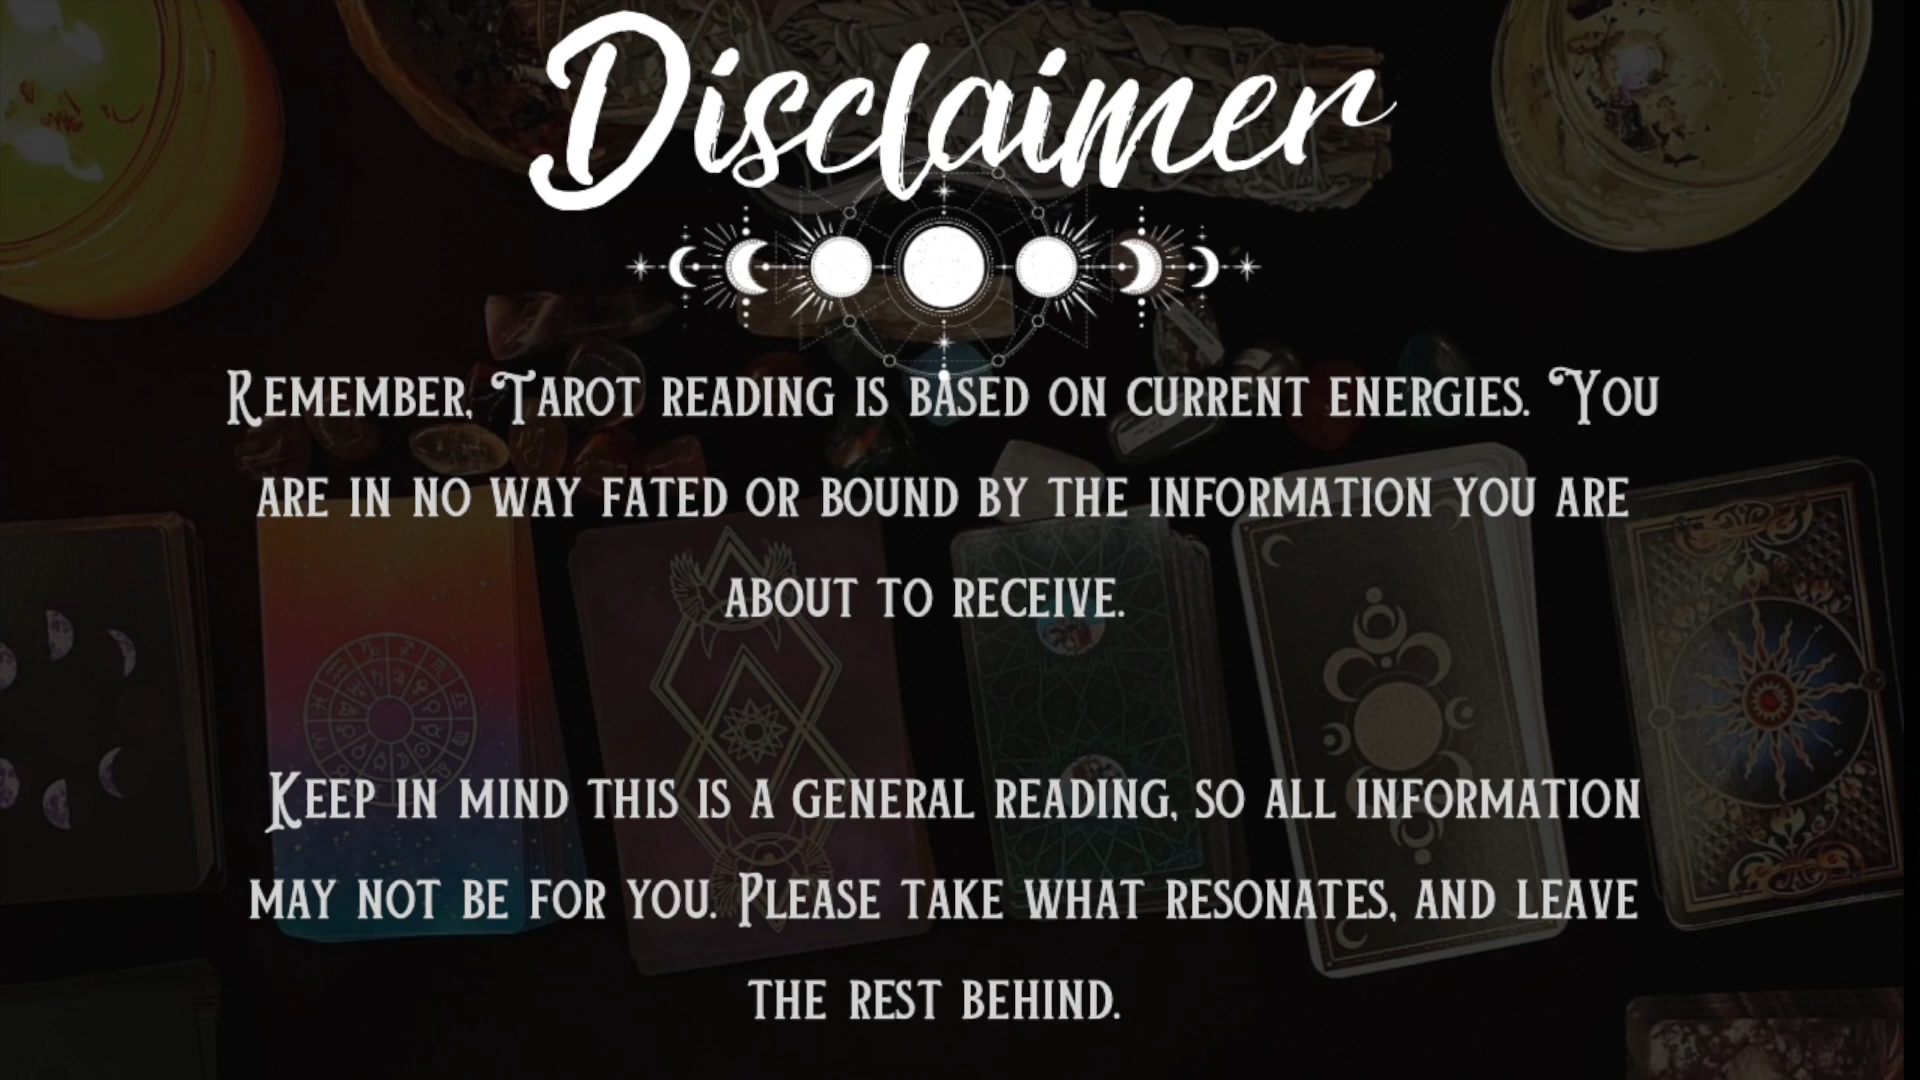 Disclaimer
Remember, Tarot reading is based on current energies. You
are in no way fated or bound by the information you are
about to receive.
Keep in mind this is a general reading, so all information
may not be for you. Please take what resonates, and leave
the rest behind.